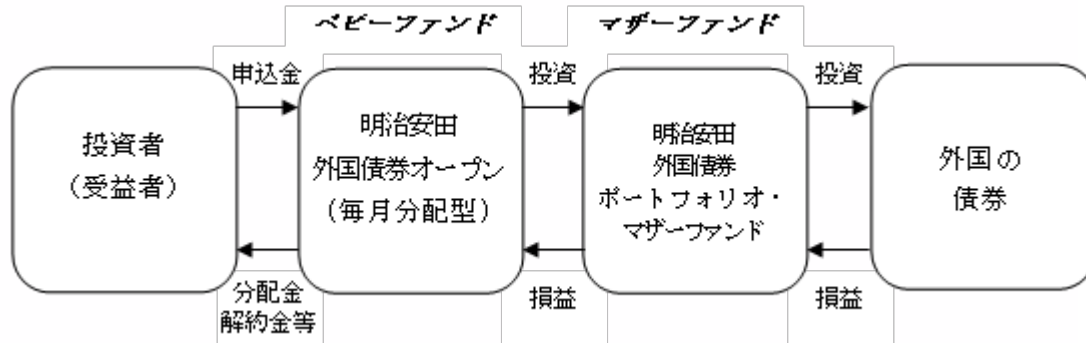 ベビーファンド
マザーファンド
申込金
投資
投資
投資者
（受益者）
明治安田
外国債券オープン
（毎月分配型）
明治安田
外国債券
ポートフォリオ・
マザーファンド
外国の
債券
分配金
解約金等
損益
損益